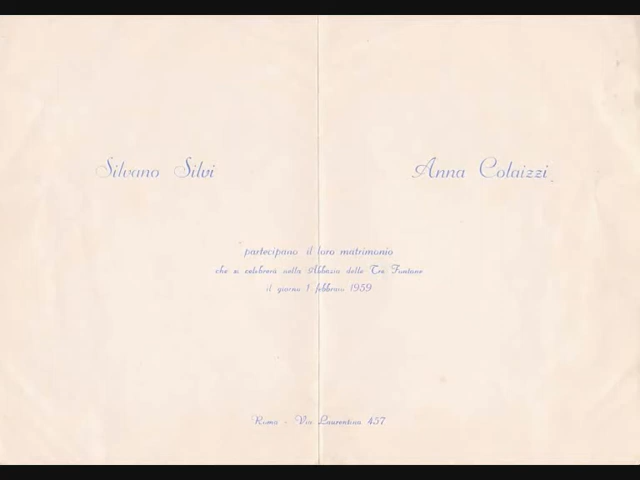 Silvano Silvi
Anna Colaizzi
partecipano il loro matrimonio
che si celebrerà nella Abbazia delle Tre Fontane
il giorno 1 febbraio 1959
Roma - Via Laurentina 457